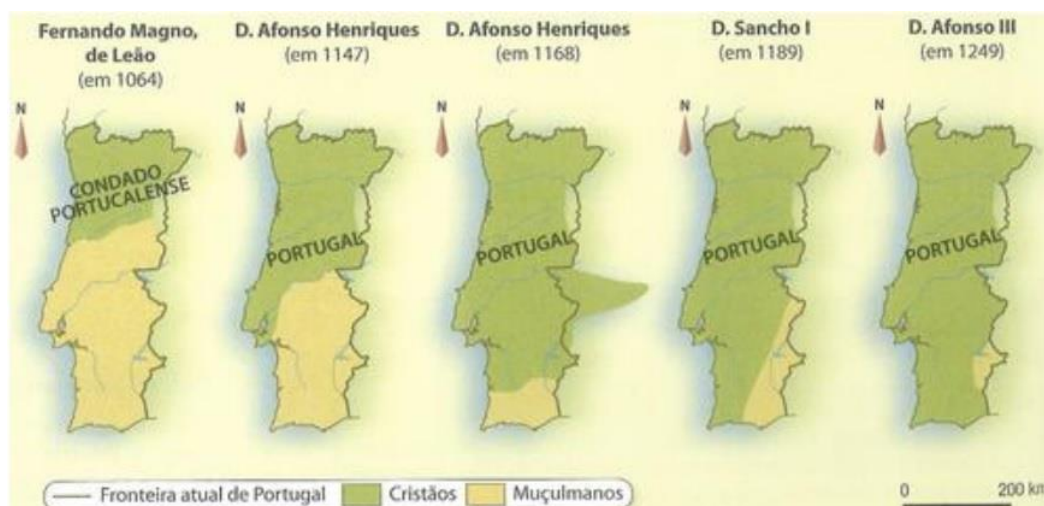 Fernando Magno,
de Leão
(em 1064)
D. Afonso Henriques
(em 1147)
D. Afonso Henriques
(em 1168)
D. Sancho I
(em 1189)
D. Afonso III
(em 1249)
N
N
N
N
N
CONDADO
PORTUCALENSE
PORTUGAL
PORTUGAL
PORTUGAL
PORTUGAL
Fronteira atual de Portugal
Cristãos
Muçulmanos
0 200 km